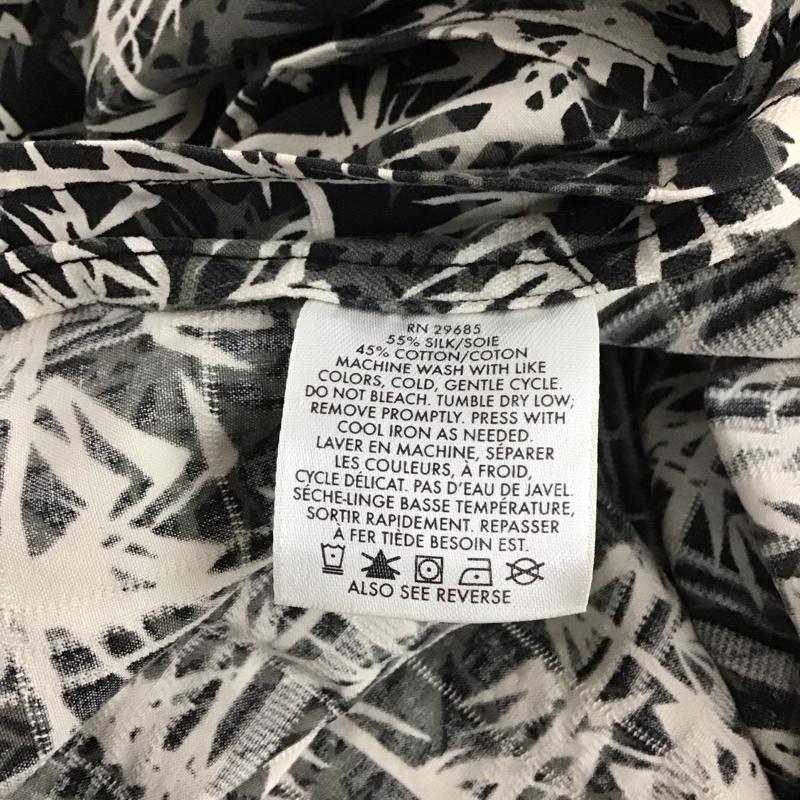 RN 29685
55% SILK/SOIE
45% COTTON/COTON
MACHINE WASH WITH LIKE
COLORS, COLD, GENTLE CYCLE.
DO NOT BLEACH. TUMBLE DRY LOW;
REMOVE PROMPTLY. PRESS WITH
COOL IRON AS NEEDED.
LAVER EN MACHINE, SÉPARER
LES COULEURS, À FROID,
CYCLE DÉLICAT. PAS D'EAU DE JAVEL.
SÉCHE-LINGE BASSE TEMPÉRATURE,
SORTIR RAPIDEMENT. REPASSER
À FER TIÈDE BESOIN EST.
ALSO SEE REVERSE